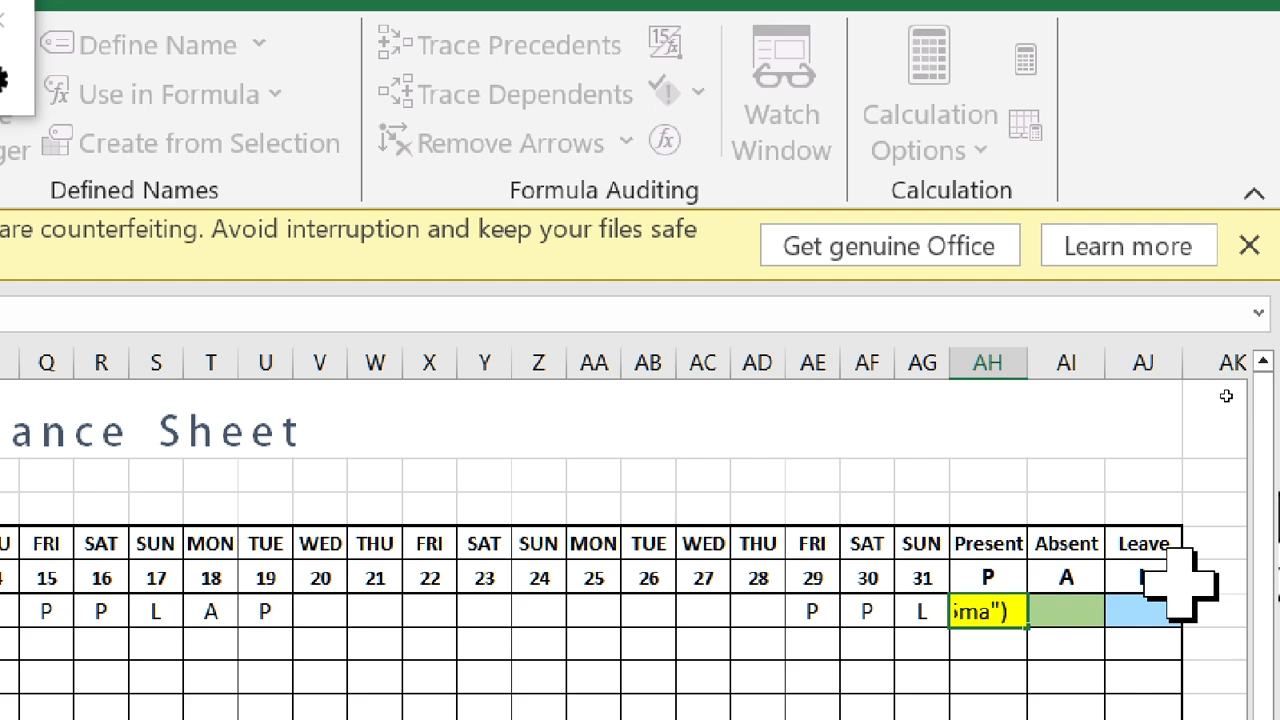 Define Name
Trace Precedents
Use in Formula
Trace Dependents
Create from Selection
Remove Arrows
Watch
Window
Calculation
Options
Defined Names
Formula Auditing
Calculation
are counterfeiting. Avoid interruption and keep your files safe
Get genuine Office
Learn more
Q R S T U V W X Y Z AA AB AC AD AE AF AG AH AI AJ AK
ance Sheet
FRI SAT SUN MON TUE WED THU FRI SAT SUN MON TUE WED THU FRI SAT SUN Present Absent Leave
15 16 17 18 19 20 21 22 23 24 25 26 27 28 29 30 31 P A
P P L A P P P L ma")